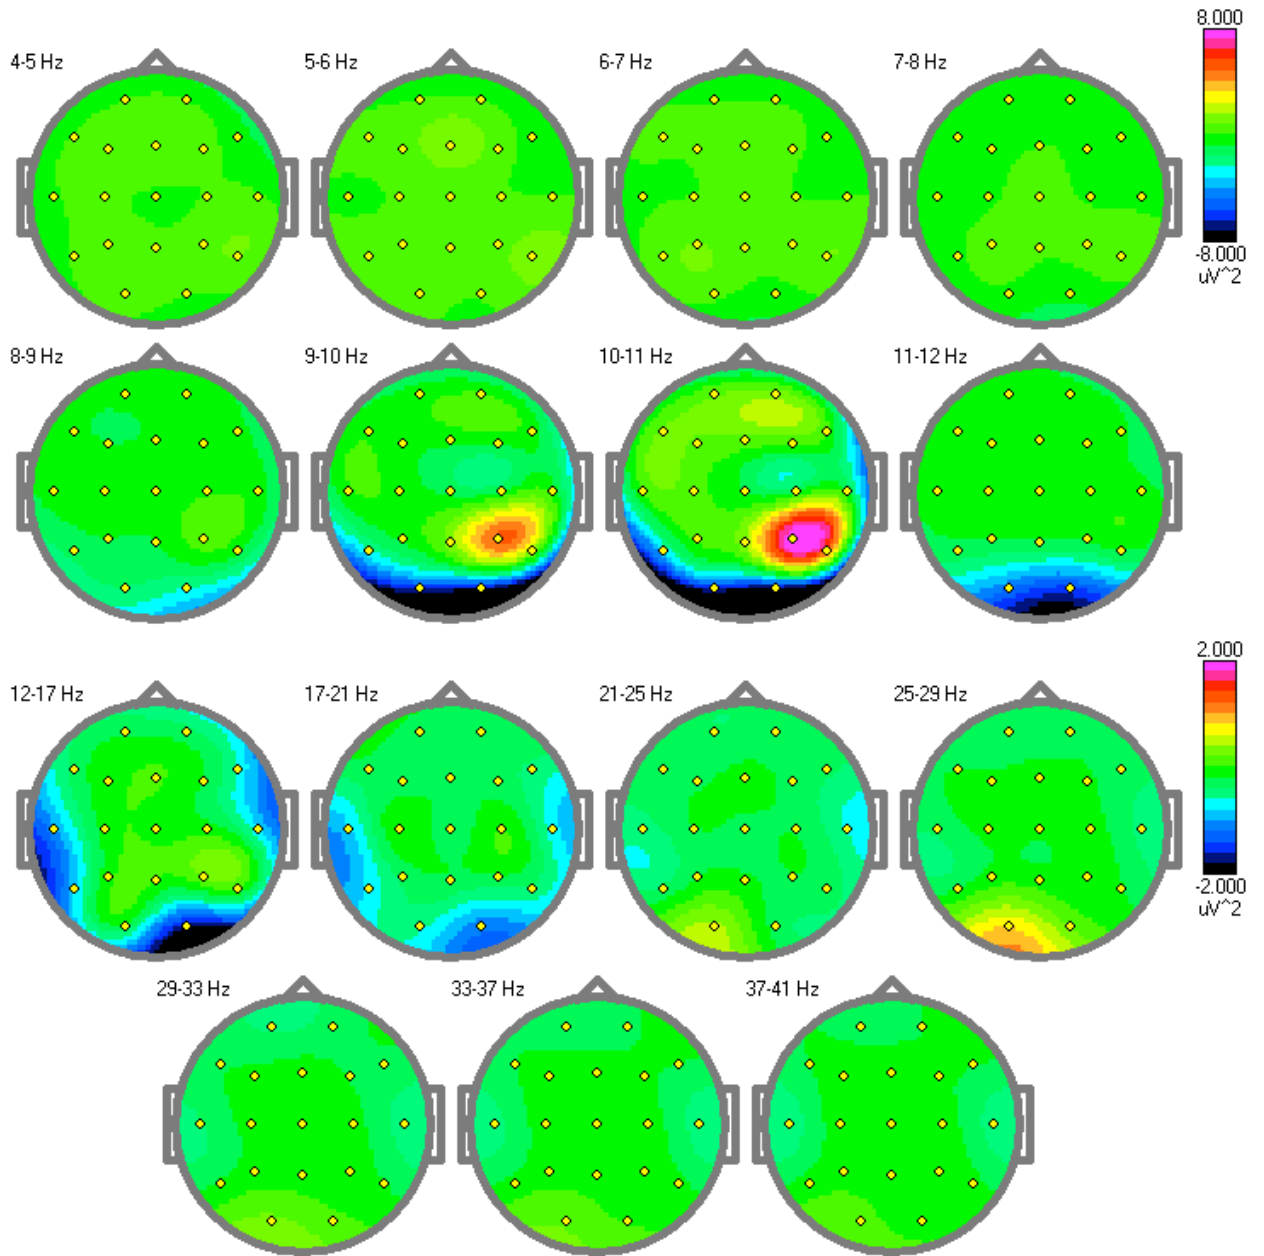 8.000
4-5 Hz
5-6 Hz
6-7 Hz
7-8 Hz
-8.000
uV^2
8-9 Hz
9-10 Hz
10-11 Hz
11-12 Hz
2.000
12-17 Hz
17-21 Hz
21-25 Hz
25-29 Hz
-2.000
uV^2
29-33 Hz
33-37 Hz
37-41 Hz